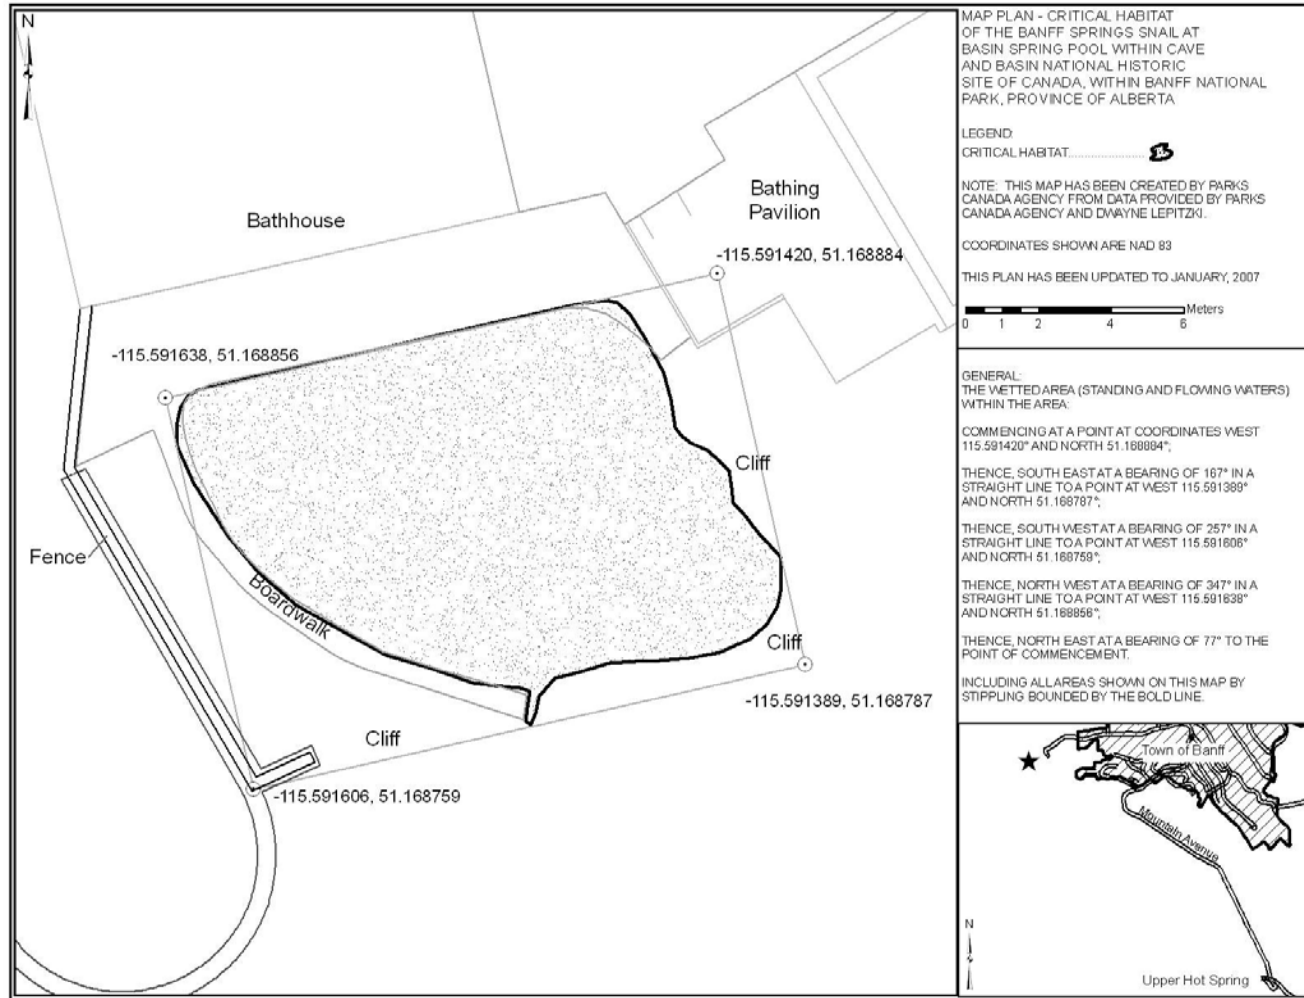 N
Bathhouse
Bathing
Pavilion
-115.591420, 51.168884
-115.591638, 51.168856
Cliff
Fence
Boardwalk
Cliff
-115.591389, 51.168787
Cliff
-115.591606, 51.168759
MAP PLAN - CRITICAL HABITAT
OF THE BANFF SPRINGS SNAIL AT
BASIN SPRING POOL WITHIN CAVE
AND BASIN NATIONAL HISTORIC
SITE OF CANADA, WITHIN BANFF NATIONAL
PARK, PROVINCE OF ALBERTA
LEGEND:
CRITICAL HABITAT......................
NOTE: THIS MAP HAS BEEN CREATED BY PARKS
CANADA AGENCY FROM DATA PROVIDED BY PARKS
CANADA AGENCY AND DWAYNE LEPITZKI.
COORDINATES SHOWN ARE NAD 83
THIS PLAN HAS BEEN UPDATED TO JANUARY, 2007
Meters
0 1 2 4 6
GENERAL:
THE WETTED AREA (STANDING AND FLOWING WATERS)
WITHIN THE AREA:
COMMENCING AT A POINT AT COORDINATES WEST
115.591420° AND NORTH 51.168884°;
THENCE, SOUTH EAST AT A BEARING OF 167° IN A
STRAIGHT LINE TO A POINT AT WEST 115.591389°
AND NORTH 51.168787°;
THENCE, SOUTH WEST AT A BEARING OF 257° IN A
STRAIGHT LINE TO A POINT AT WEST 115.591606°
AND NORTH 51.168759°;
THENCE, NORTH WEST AT A BEARING OF 347° IN A
STRAIGHT LINE TO A POINT AT WEST 115.591638°
AND NORTH 51.168856°;
THENCE, NORTH EAST AT A BEARING OF 77° TO THE
POINT OF COMMENCEMENT.
INCLUDING ALL AREAS SHOWN ON THIS MAP BY
STIPPLING BOUNDED BY THE BOLD LINE.
Town of Banff
Mountain Avenue
N
Upper Hot Spring